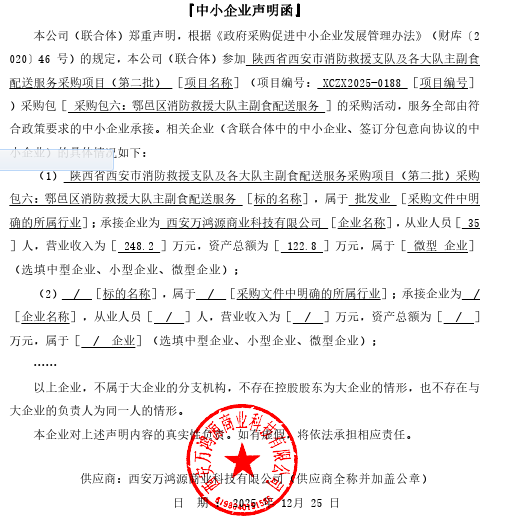 『中小企业声明函』
本公司（联合体）郑重声明，根据《政府采购促进中小企业发展管理办法》（财库〔2
020〕46 号）的规定，本公司（联合体）参加 陕西省西安市消防救援支队及各大队主副食
配送服务采购项目（第二批） ［项目名称］（项目编号： XCZX2025-0188 ［项目编号］
）采购包［ 采购包六：鄠邑区消防救援大队主副食配送服务 ］的采购活动，服务全部由符
合政策要求的中小企业承接。相关企业（含联合体中的中小企业、签订分包意向协议的中
小企业）的具体情况如下：
（1） 陕西省西安市消防救援支队及各大队主副食配送服务采购项目（第二批）采购
包六：鄠邑区消防救援大队主副食配送服务 ［标的名称］，属于 批发业 ［采购文件中明
确的所属行业］；承接企业为 西安万鸿源商业科技有限公司 ［企业名称］，从业人员［ 35
］人，营业收入为［ 248.2 ］万元，资产总额为［ 122.8 ］万元，属于［ 微型 企业］
（选填中型企业、小型企业、微型企业）；
（2） / ［标的名称］，属于 / ［采购文件中明确的所属行业］；承接企业为 /
［企业名称］，从业人员［ / ］人，营业收入为［ / ］万元，资产总额为［ / ］
万元，属于［ / 企业］（选填中型企业、小型企业、微型企业）；
……
以上企业，不属于大企业的分支机构，不存在控股股东为大企业的情形，也不存在与
大企业的负责人为同一人的情形。
本企业对上述声明内容的真实性负责。如有虚假，将依法承担相应责任。
西安万鸿源商业科技有限公司
供应商：西安万鸿源商业科技有限公司（供应商全称并加盖公章）
日 期 ： 2025 年 12月 25 日